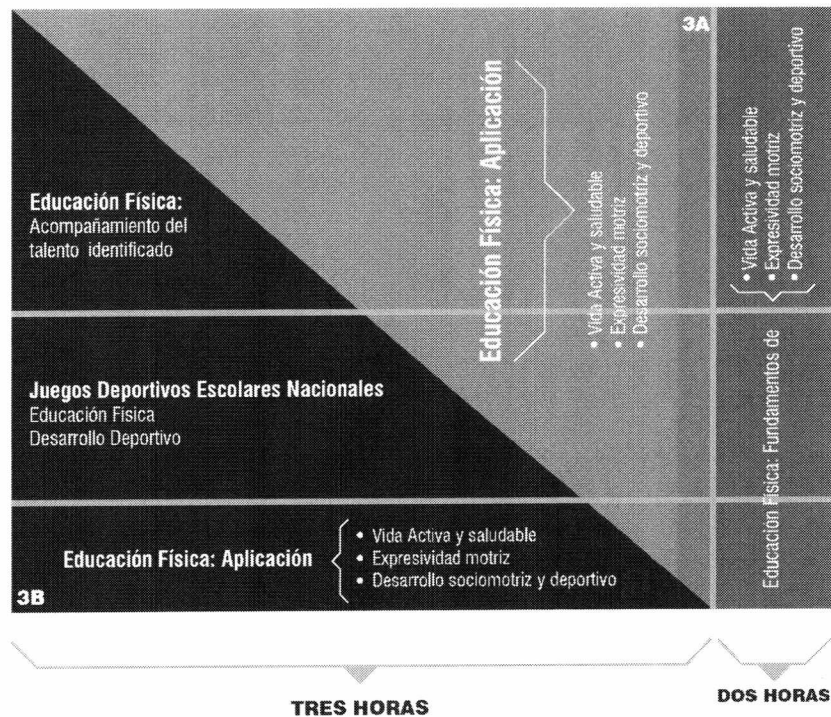 3A
Educación Física:
Acompañamiento del
talento identificado
Juegos Deportivos Escolares Nacionales
Educación Física
Desarrollo Deportivo
Educación Física: Aplicación
• Vida Activa y saludable
• Expresividad motriz
• Desarrollo sociomotriz y deportivo
3B
Educación Física: Aplicación
• Vida Activa y saludable
• Expresividad motriz
• Desarrollo sociomotriz y deportivo
Educación Física: Fundamentos de
• Vida Activa y saludable
• Expresividad motriz
• Desarrollo sociomotriz y deportivo
TRES HORAS
DOS HORAS